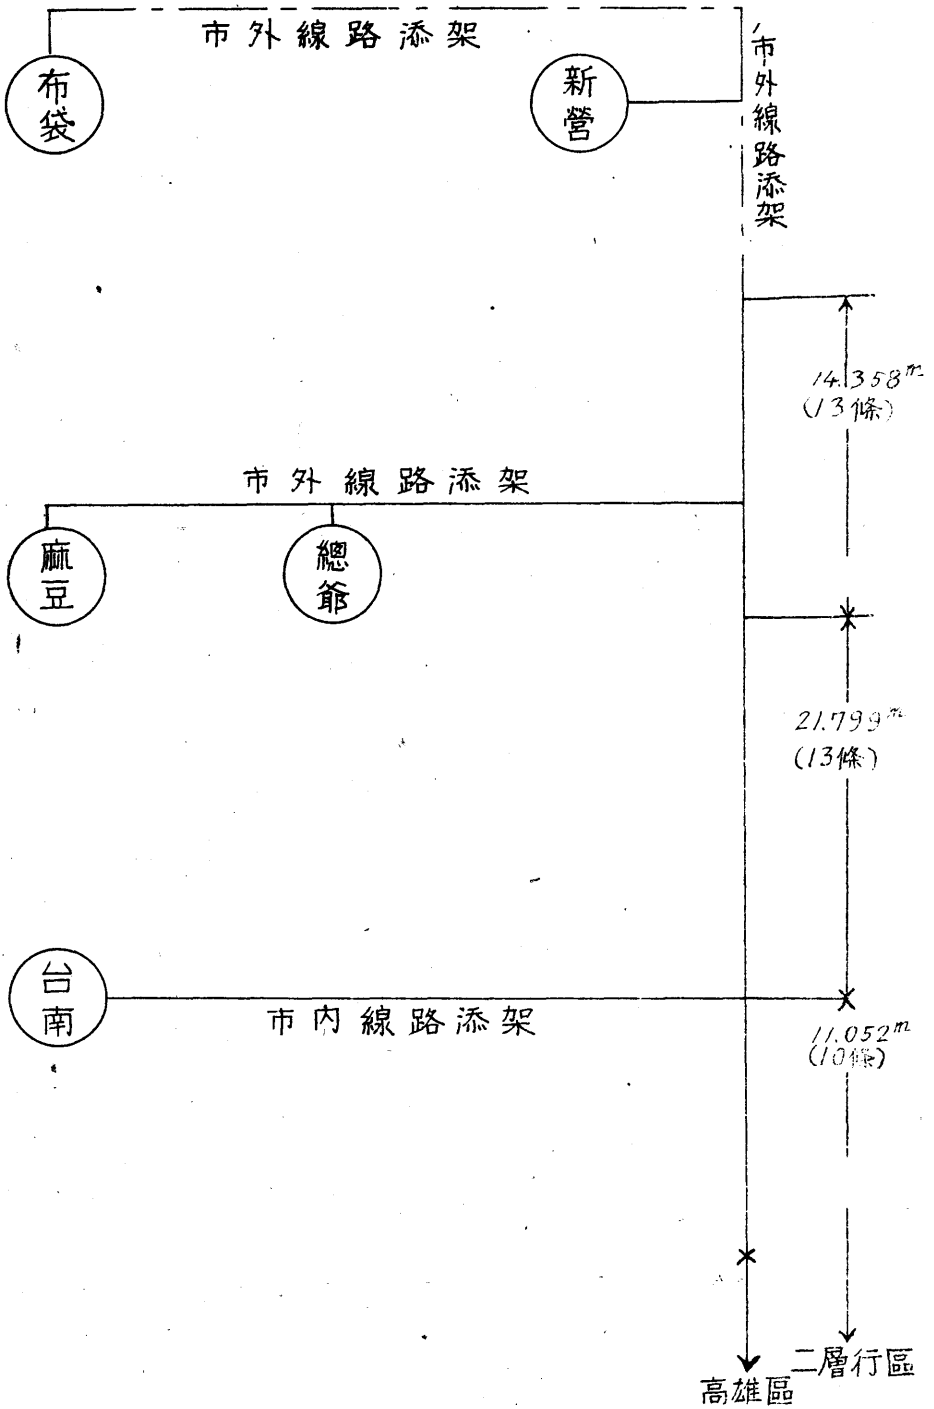 市外線路添架
市外線路添架
布袋
新營
14.358m
(13條)
市外線路添架
麻豆
總爺
21.799m
(13條)
台南
市內線路添架
11.052m
(10條)
二層行區
高雄區